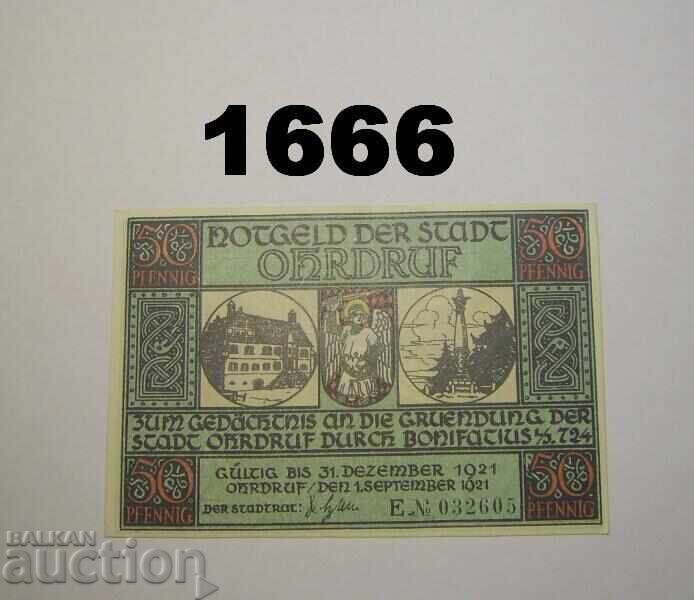 1666
NOTGELD DER STADT
OHRDRUF
50 PFENNIG
50 PFENNIG
ZUM GEDÄCHTNIS AN DIE GRUENDUNG DER
STADT OHRDRUF DURCH BONIFATIUS 724
GÜLTIG BIS 31. DEZEMBER 1921
OHRDRUF/DEN 1. SEPTEMBER 1921
DER STADTRAT:
E No 032605
50 PFENNIG
50 PFENNIG
BALKAN
auction